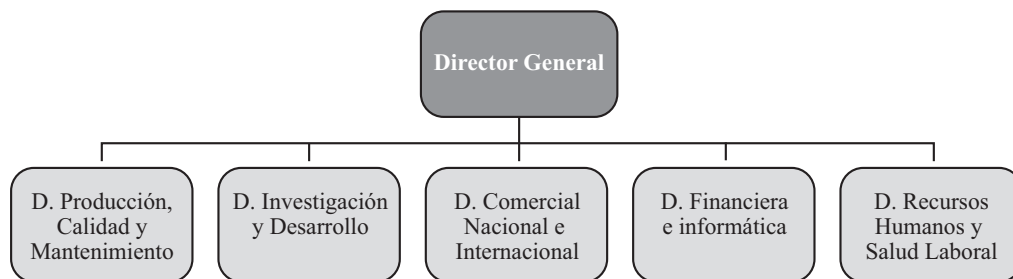 Director General
D. Producción,
Calidad y
Mantenimiento
D. Investigación
y Desarrollo
D. Comercial
Nacional e
Internacional
D. Financiera
e informática
D. Recursos
Humanos y
Salud Laboral